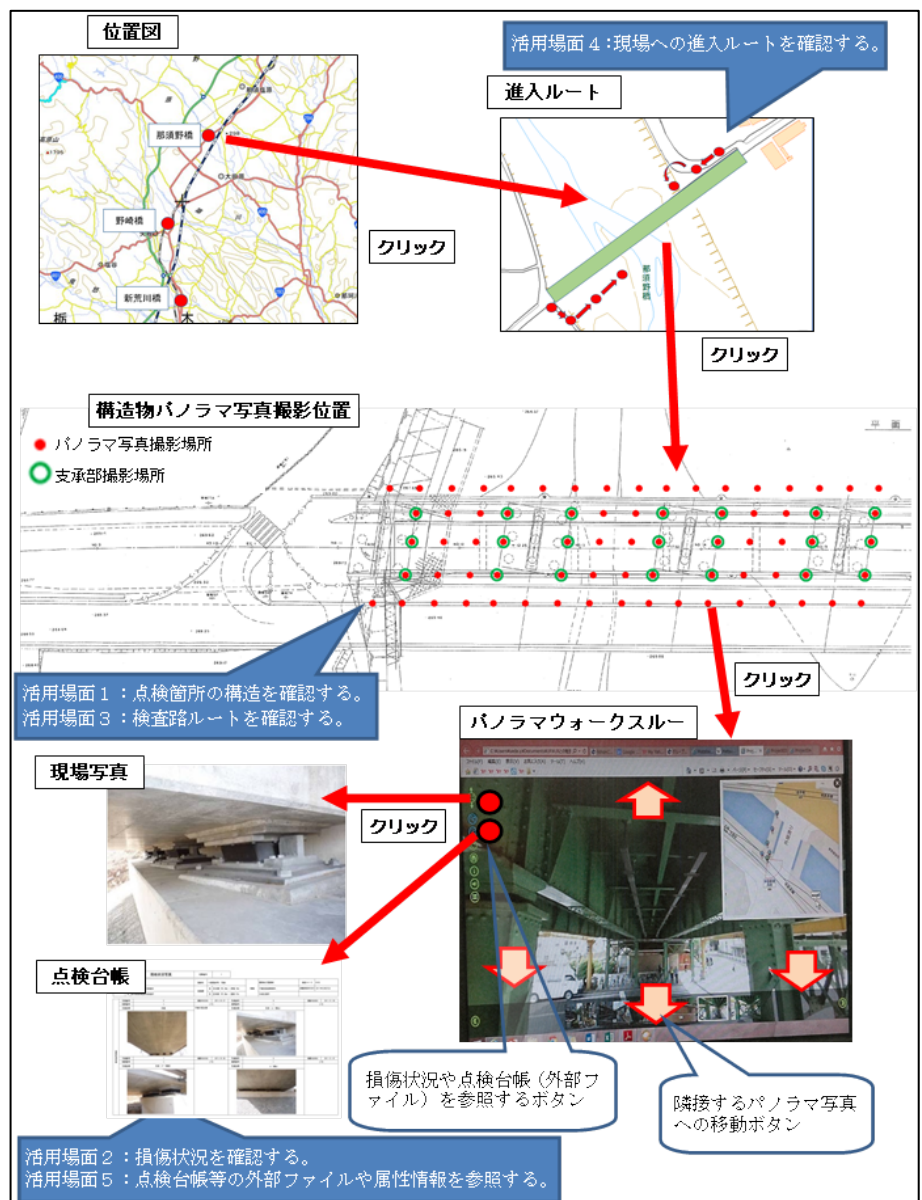 位置図
活用場面4：現場への進入ルートを確認する。
進入ルート
那須野橋
野崎橋
新荒川橋
栃
木
クリック
那須野橋
クリック
構造物パノラマ写真撮影位置
パノラマ写真撮影場所
支承部撮影場所
平面
クリック
活用場面1：点検箇所の構造を確認する。
活用場面3：検査路ルートを確認する。
パノラマウォークスルー
現場写真
クリック
点検台帳
損傷状況や点検台帳（外部フ
ァイル）を参照するボタン
隣接するパノラマ写真
への移動ボタン
活用場面2：損傷状況を確認する。
活用場面5：点検台帳等の外部ファイルや属性情報を参照する。